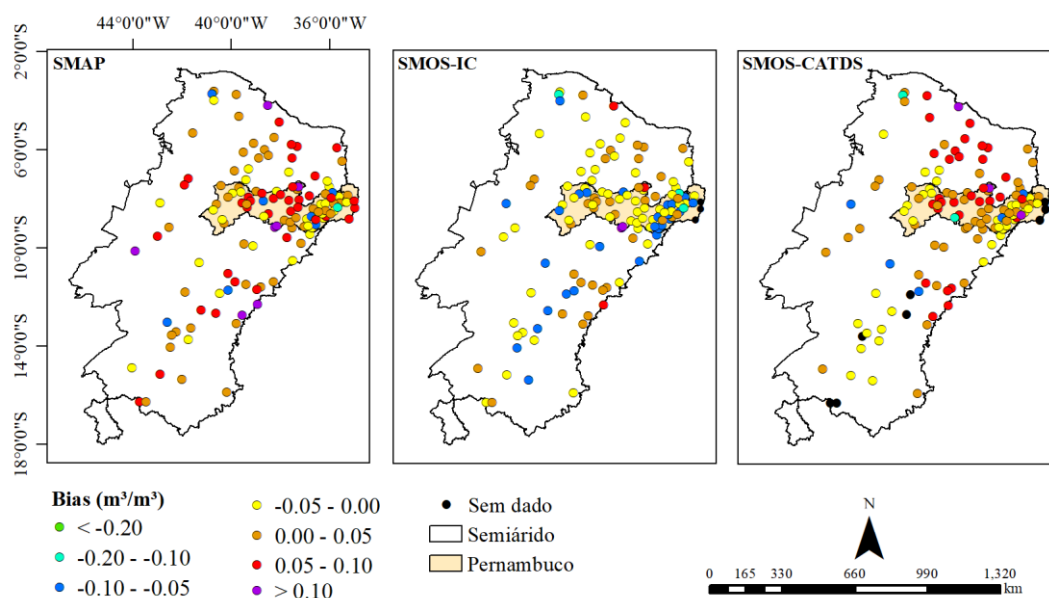 44°0'0"W 40°0'0"W 36°0'0"W
2°0'0"S
6°0'0"S
10°0'0"S
14°0'0"S
18°0'0"S
SMAP
SMOS-IC
SMOS-CATDS
Bias (m³/m³)
< -0.20
-0.20 - -0.10
-0.10 - -0.05
-0.05 - 0.00
0.00 - 0.05
0.05 - 0.10
> 0.10
Sem dado
Semiárido
Pernambuco
N
0 165 330 660 990 1,320
km